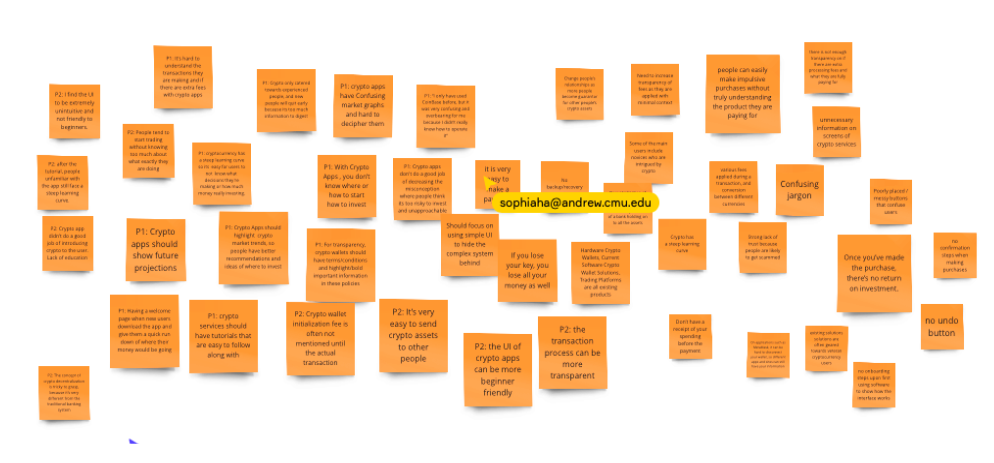 P1: It's hard to
understand the
transactions they
are making and if
there are extra fees
with crypto apps.
P2: I find the UI
to be extremely
unintuitive and
not friendly to
beginners.
P1: Crypto only catered
towards experienced
people, and new
people will quit early
because its too much
information to digest
P1: crypto apps
have Confusing
market graphs
and hard to
decipher them
P1: "I only have used
CoinBase before, but it
was very confusing and
overbearing for me
because I didn't really
know how to operate
it"
Change people's
relationships as
more people
become
to other people's
crypto assets
Need to increase
transparency of
fees as they are
applied with
minimal context
people can easily
make impulsive
purchases without
truly understanding
the product they are
paying for
There is not enough
transparency on if
there are extra
processing fees and
what they are fully
paying for
unnecessary
information on
screens of
crypto services
P2: People tend to
start trading
without knowing
too much about
what exactly they
are doing
P1: cryptocurrency has
a steep learning curve
so it's easy for users to
not know what
decisions they're
making or how much
money really meaning
P2: after the
tutorial, people
unfamiliar with
the app still face a
steep learning
curve.
P1: With Crypto
Apps , you don't
know where or
how to start
how to invest
P1: Crypto apps
don't do a good job
of decreasing the
misconception
where people think
its too risky to invest
and unapproachable
It is very
easy to
make a
No
backup/recovery
sophiaha@andrew.cmu.edu
Some of the main
users include
novices who are
intrigued by
crypto
of a bank holding on
to all the assets
various fees
applied during a
transaction, and
conversion
between different
currencies
Confusing
jargon
Poorly placed /
messy buttons
that confuse
users
P2: Crypto app
didn't do a good
job of introducing
crypto to the user.
Lack of education
P1: Crypto
apps should
show future
projections
P1: Crypto Apps should
highlight crypto
market trends, so
people have better
recommendations and
ideas of where to invest
P1: For transparency,
crypto wallets should
have terms/conditions
and highlight/bold
important information
in these policies
Should focus on
using simple UI
to hide the
complex system
behind
If you lose
your key, you
lose all your
money as well
Hardware Crypto
Wallets, Current
Software Crypto
Wallet Solutions,
Trading Platforms
are all existing
products
Crypto has
a steep learning
curve
Strong lack of
trust because
people are likely
to get scammed
Once you've made
the purchase,
there's no return
on investment.
no
confirmation
steps when
making
purchases
P1: Having a welcome
page when new users
download the app and
give them a quick run
down of where their
money would be going
P1: crypto
services should
have tutorials that
are easy to follow
along with
P2: Crypto wallet
initialization fee is
often not
mentioned until
the actual
transaction
P2: It's very
easy to send
crypto assets
to other
people
P2: the UI
of crypto apps
can be more
beginner
friendly
P2: the
transaction
process can be
more
transparent
Don't have a
receipt of your
spending
before the
payment
existing solutions
solutions are
often geared
towards veteran
cryptocurrency
users
no undo
button
no onboarding
steps upon first
using software
to show how the
interface works
P2: The concept of
crypto decentralization
is tricky to grasp
because it's very
different from the
traditional banking
system